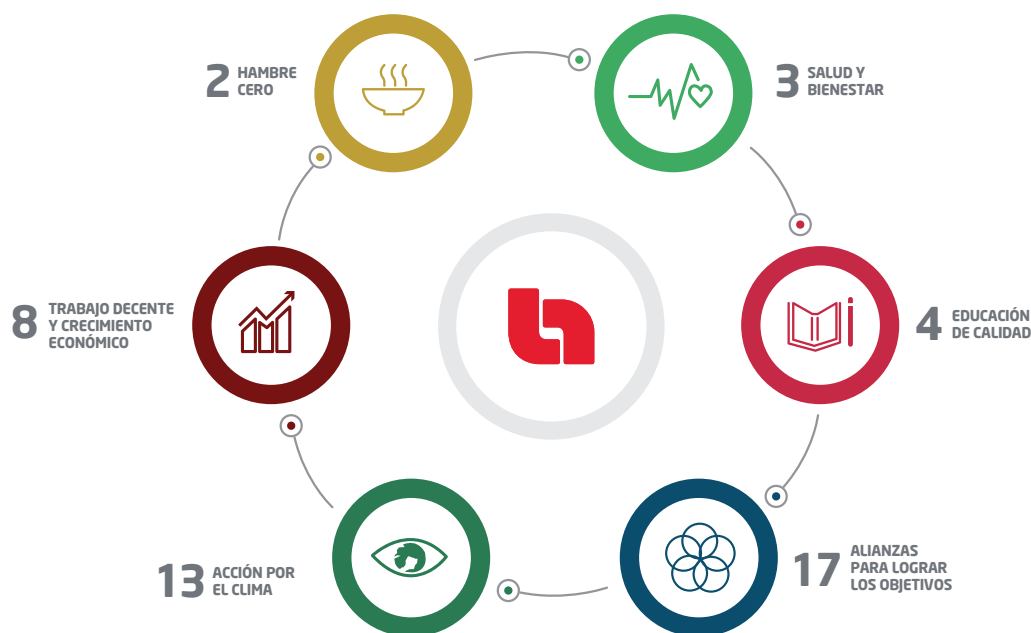 2 HAMBRE
CERO
3 SALUD Y
BIENESTAR
8 TRABAJO DECENTE
Y CRECIMIENTO
ECONÓMICO
4 EDUCACIÓN
DE CALIDAD
13 ACCIÓN POR
EL CLIMA
17 ALIANZAS
PARA LOGRAR
LOS OBJETIVOS